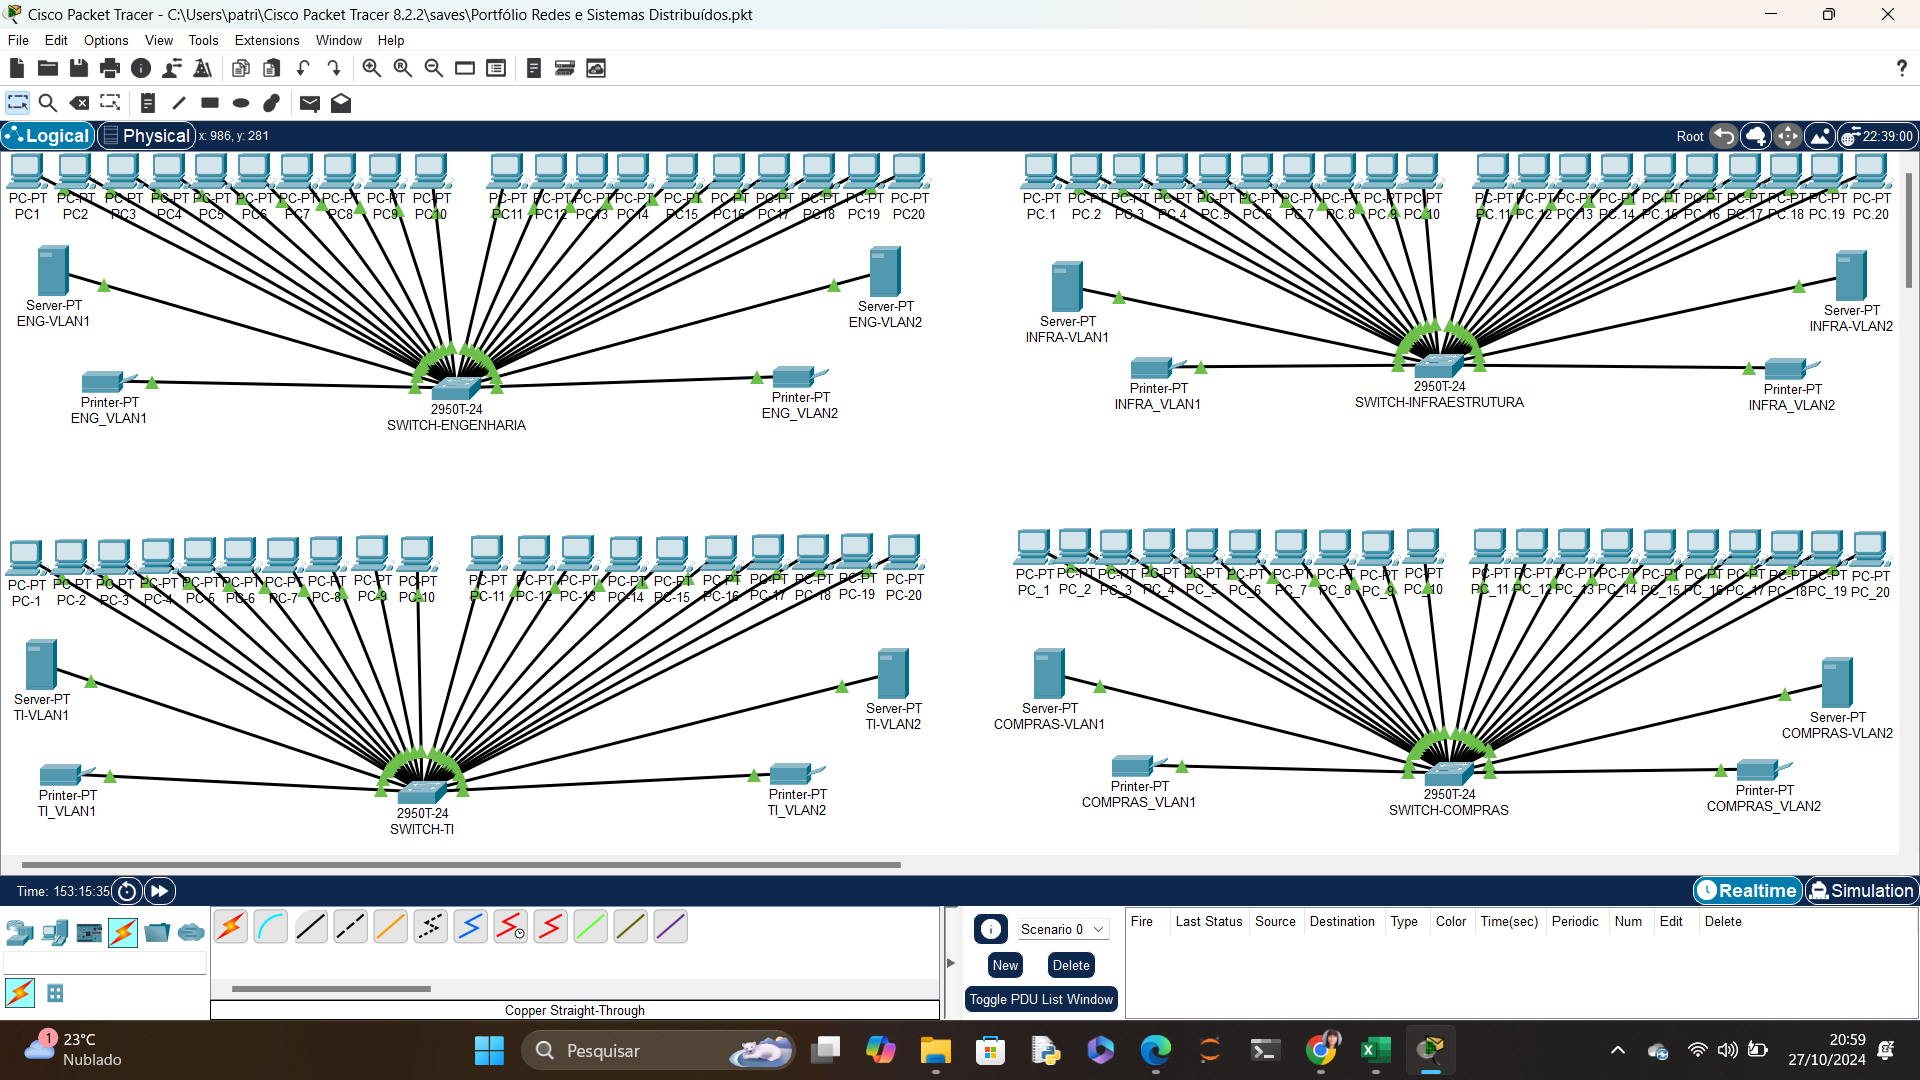 Cisco Packet Tracer - C:\Users\patri\Cisco Packet Tracer 8.2.2\saves\Portfólio Redes e Sistemas Distribuídos.pkt
File Edit Options View Tools Extensions Window Help
Logical Physical x: 986, y: 281 Root 22:39:00
PC-PT PC-PT PC-PT PC-PT PC-PT PC-PT PC-PT PC-PT PC-PT PC-PT PC-PT PC-PT PC-PT PC-PT PC-PT PC-PT PC-PT PC-PT PC-PT PC-PT
PC1 PC2 PC3 PC4 PC5 PC6 PC7 PC8 PC9 PC10 PC11 PC12 PC13 PC14 PC15 PC16 PC17 PC18 PC19 PC20
PC-PT PC-PT PC-PT PC-PT PC-PT PC-PT PC-PT PC-PT PC-PT PC-PT PC-PT PC-PT PC-PT PC-PT PC-PT PC-PT PC-PT PC-PT PC-PT PC-PT
PC.1 PC.2 PC.3 PC.4 PC.5 PC.6 PC.7 PC.8 PC.9 PC.10 PC.11 PC.12 PC.13 PC.14 PC.15 PC.16 PC.17 PC.18 PC.19 PC.20
Server-PT
ENG-VLAN1
Server-PT
ENG-VLAN2
Printer-PT
ENG_VLAN1
2950T-24
SWITCH-ENGENHARIA
Printer-PT
ENG_VLAN2
Server-PT
INFRA-VLAN1
Server-PT
INFRA-VLAN2
Printer-PT
INFRA_VLAN1
2950T-24
SWITCH-INFRAESTRUTURA
Printer-PT
INFRA_VLAN2
PC-PT PC-PT PC-PT PC-PT PC-PT PC-PT PC-PT PC-PT PC-PT PC-PT PC-PT PC-PT PC-PT PC-PT PC-PT PC-PT PC-PT PC-PT PC-PT PC-PT
PC-1 PC-2 PC-3 PC-4 PC-5 PC-6 PC-7 PC-8 PC-9 PC-10 PC-11 PC-12 PC-13 PC-14 PC-15 PC-16 PC-17 PC-18 PC-19 PC-20
PC-PT PC-PT PC-PT PC-PT PC-PT PC-PT PC-PT PC-PT PC-PT PC-PT PC-PT PC-PT PC-PT PC-PT PC-PT PC-PT PC-PT PC-PT PC-PT PC-PT
PC_1 PC_2 PC_3 PC_4 PC_5 PC_6 PC_7 PC_8 PC_9 PC_10 PC_11 PC_12 PC_13 PC_14 PC_15 PC_16 PC_17 PC_18 PC_19 PC_20
Server-PT
TI-VLAN1
Server-PT
TI-VLAN2
Printer-PT
TI_VLAN1
2950T-24
SWITCH-TI
Printer-PT
TI_VLAN2
Server-PT
COMPRAS-VLAN1
Server-PT
COMPRAS-VLAN2
Printer-PT
COMPRAS_VLAN1
2950T-24
SWITCH-COMPRAS
Printer-PT
COMPRAS_VLAN2
Time: 153:15:35 Realtime Simulation
Scenario 0
New Delete
Toggle PDU List Window
Fire Last Status Source Destination Type Color Time(sec) Periodic Num Edit Delete
Copper Straight-Through
1
23°C
Nublado
Pesquisar
20:59
27/10/2024